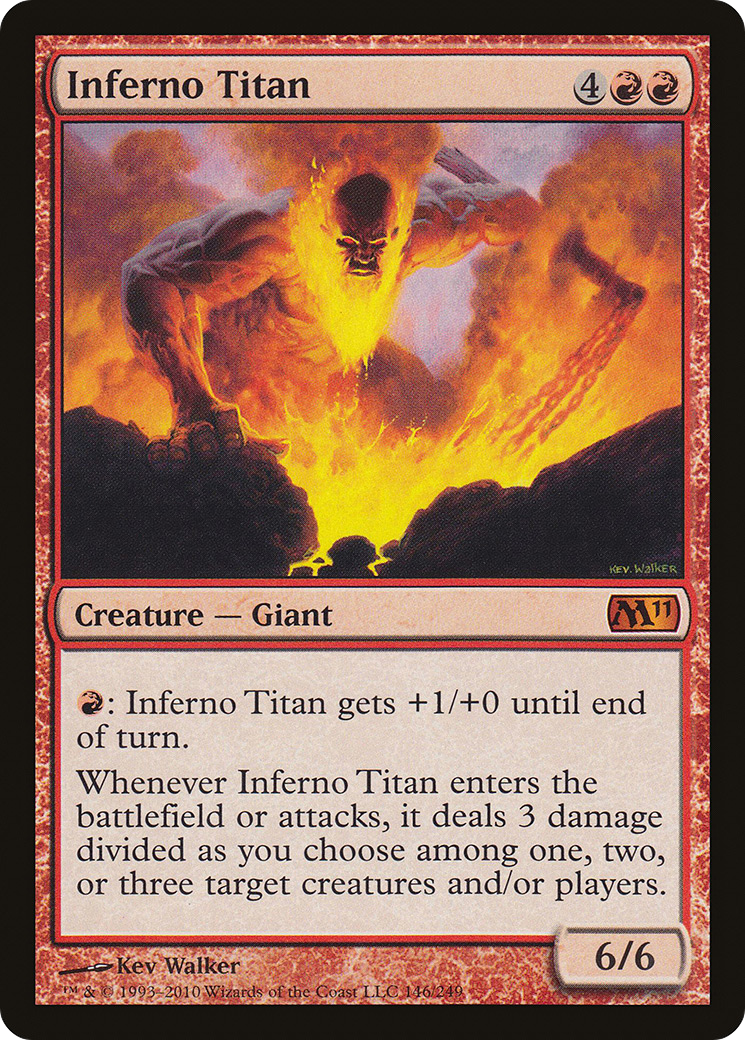 Inferno Titan 4
KEV. WALKER
Creature — Giant M11
: Inferno Titan gets +1/+0 until end
of turn.
Whenever Inferno Titan enters the
battlefield or attacks, it deals 3 damage
divided as you choose among one, two,
or three target creatures and/or players.
6/6
Kev Walker
™ & © 1993–2010 Wizards of the Coast LLC 146/249